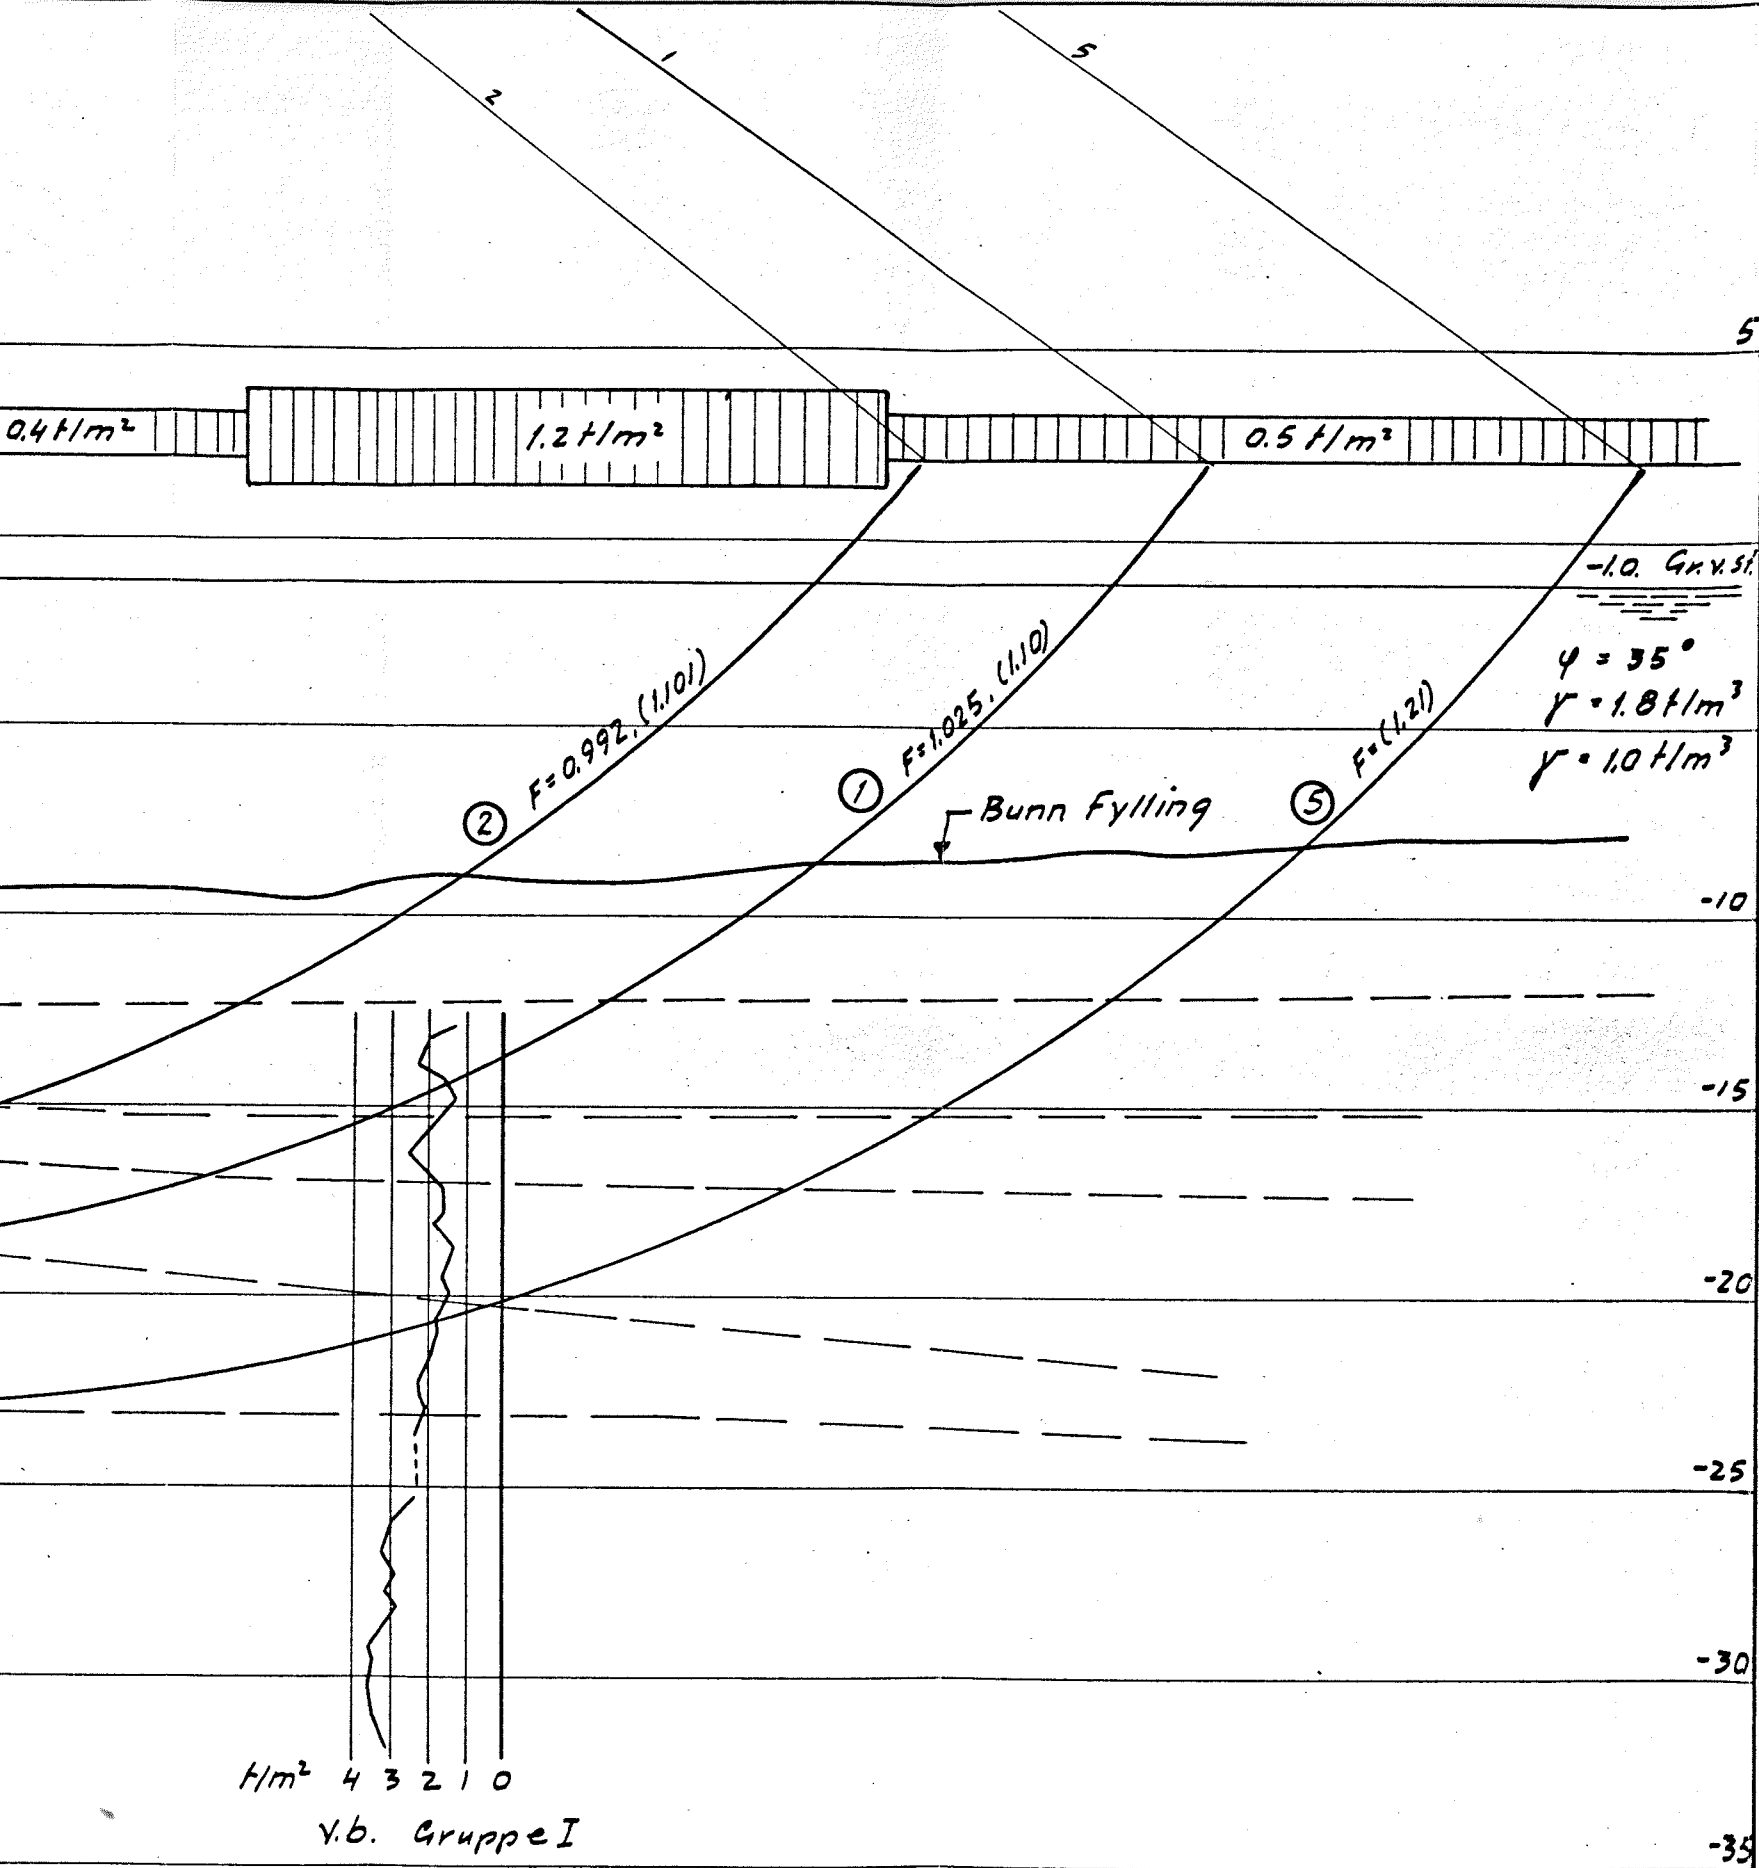 2
1
5
5
0.4 t/m²
1.2 t/m²
0.5 t/m²
-1.0. Gr.v.st.
φ = 35°
γ = 1.8 t/m³
γ = 1.0 t/m³
F=0.992.(1.101)
F=1.025.(1.10)
F=(1.21)
2
1
5
Bunn Fylling
-10
-15
-20
-25
-30
t/m² 4 3 2 1 0
v.b. Gruppe I
-35